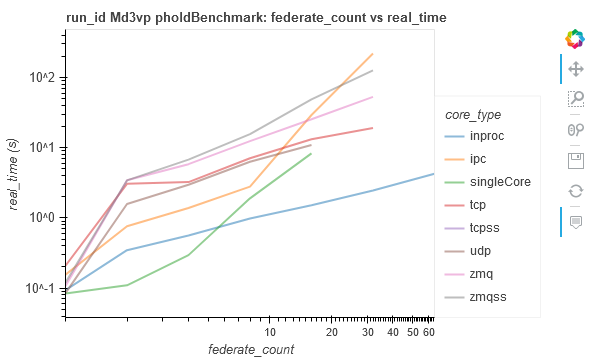 run_id Md3vp pholdBenchmark: federate_count vs real_time
real_time (s)
10^2
10^1
10^0
10^-1
10
20
30
40
50
60
federate_count
core_type
inproc
ipc
singleCore
tcp
tcpss
udp
zmq
zmqss